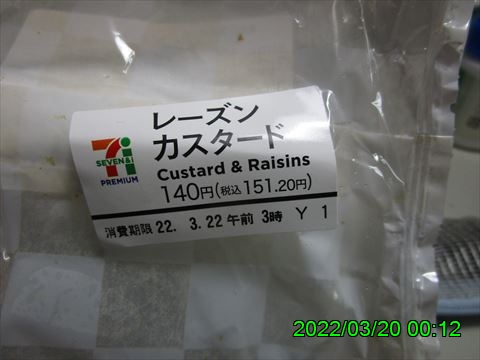 レーズン
カスタード
Custard & Raisins
140円(税込151.20円)
7i
SEVEN&i
PREMIUM
消費期限 22. 3. 22 午前 3時 Y 1
2022/03/20 00:12